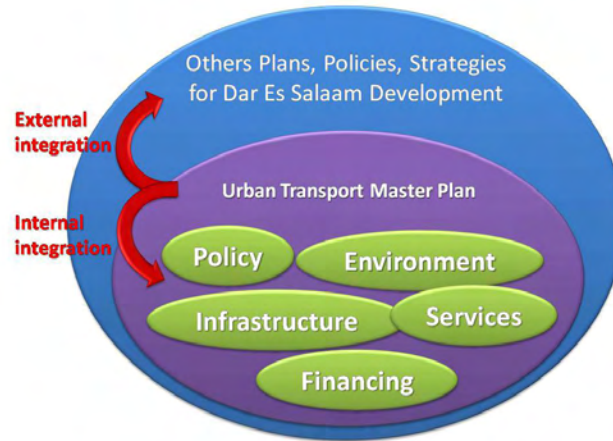 Others Plans, Policies, Strategies
for Dar Es Salaam Development
External
integration
Urban Transport Master Plan
Internal
integration
Policy
Environment
Infrastructure
Services
Financing